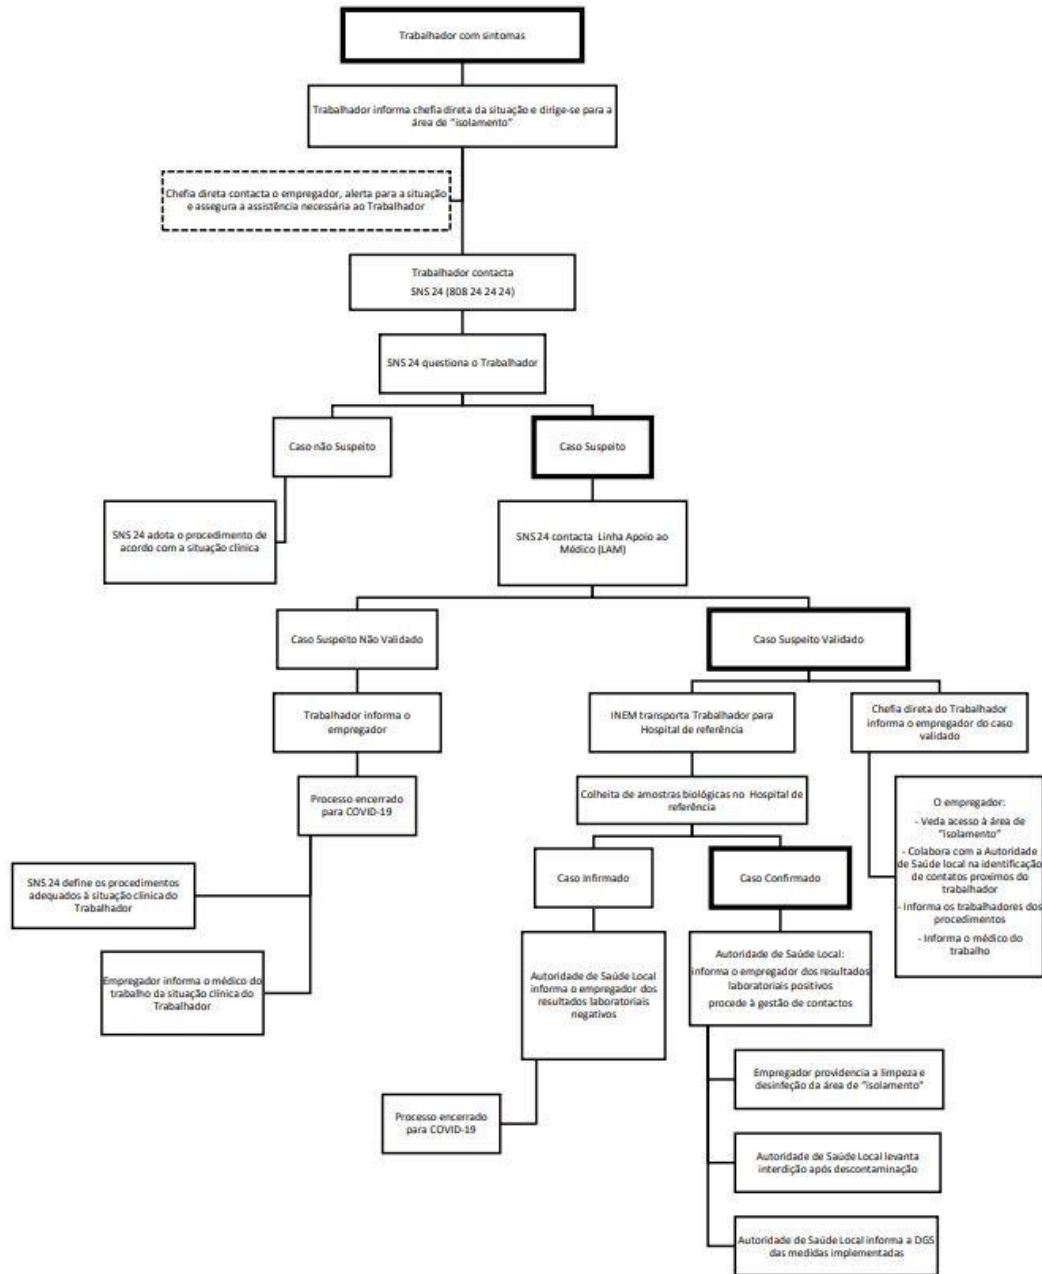 Trabalhador com sintomas
Trabalhador informa chefia direta da situação e dirige-se para a
área de “isolamento”
Chefia direta contacta o empregador, alerta para a situação
e assegura a assistência necessária ao Trabalhador
Trabalhador contacta
SNS 24 (808 24 24 24)
SNS 24 questiona o Trabalhador
Caso não Suspeito
Caso Suspeito
SNS 24 adota o procedimento de
acordo com a situação clínica
SNS 24 contacta Linha Apoio ao
Médico (LAM)
Caso Suspeito Não Validado
Caso Suspeito Validado
Trabalhador informa o
empregador
INEM transporta Trabalhador para
Hospital de referência
Chefia direta do Trabalhador
informa o empregador do caso
validado
Processo encerrado
para COVID-19
Colheita de amostras biológicas no Hospital de
referência
O empregador:
- Veda acesso à área de
“isolamento”
- Colabora com a Autoridade
de Saúde local na identificação
de contatos proximos do
trabalhador
- Informa os trabalhadores dos
procedimentos
- Informa o médico do
trabalho
SNS 24 define os procedimentos
adequados à situação clínica do
Trabalhador
Caso Infirmado
Caso Confirmado
Empregador informa o médico do
trabalho da situação clínica do
Trabalhador
Autoridade de Saúde Local
informa o empregador dos
resultados laboratoriais
negativos
Autoridade de Saúde Local:
informa o empregador dos resultados
laboratoriais positivos
procede à gestão de contactos
Processo encerrado
para COVID-19
Empregador providencia a limpeza e
desinfeção da área de “isolamento”
Autoridade de Saúde Local levanta
interdição após descontaminação
Autoridade de Saúde Local informa a DGS
das medidas implementadas